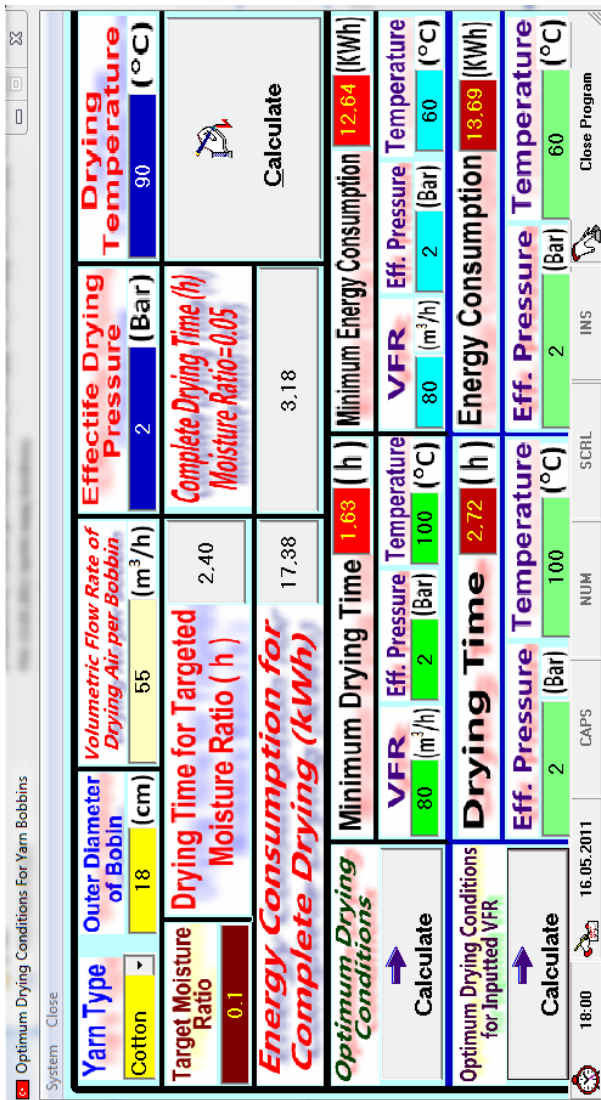 Optimum Drying Conditions For Yarn Bobbins
System Close
Yarn Type
Cotton
Outer Diameter
of Bobin
18 (cm)
Volumetric Flow Rate of
Drying Air per Bobbin
55 (m³/h)
Effectife Drying
Pressure
2 (Bar)
Drying
Temperature
90 (°C)
Target Moisture
Ratio
0.1
Drying Time for Targeted
Moisture Ratio ( h )
2.40
Complete Drying Time (h)
Moisture Ratio=0.05
Calculate
Energy Consumption for
Complete Drying (kWh)
17.38
3.18
Optimum Drying
Conditions
Calculate
Minimum Drying Time 1.63 ( h )
VFR Eff. Pressure Temperature
80 (m³/h) 2 (Bar) 100 (°C)
Minimum Energy Consumption 12.64 (KWh)
VFR Eff. Pressure Temperature
80 (m³/h) 2 (Bar) 60 (°C)
Optimum Drying Conditions
for Inputted VFR
Calculate
Drying Time 2.72 ( h )
Eff. Pressure Temperature
2 (Bar) 100 (°C)
Energy Consumption 13.69 (KWh)
Eff. Pressure Temperature
2 (Bar) 60 (°C)
18:00 16.05.2011 CAPS NUM SCRL INS Close Program